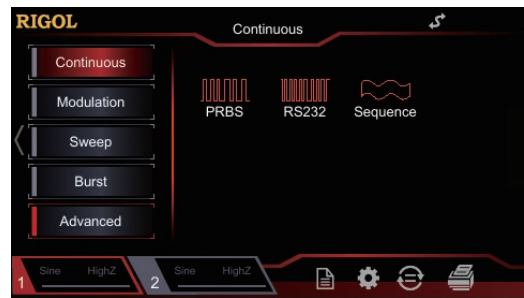 RIGOL
Continuous
Continuous
Modulation
Sweep
Burst
Advanced
PRBS RS232 Sequence
1 Sine HighZ 2 Sine HighZ